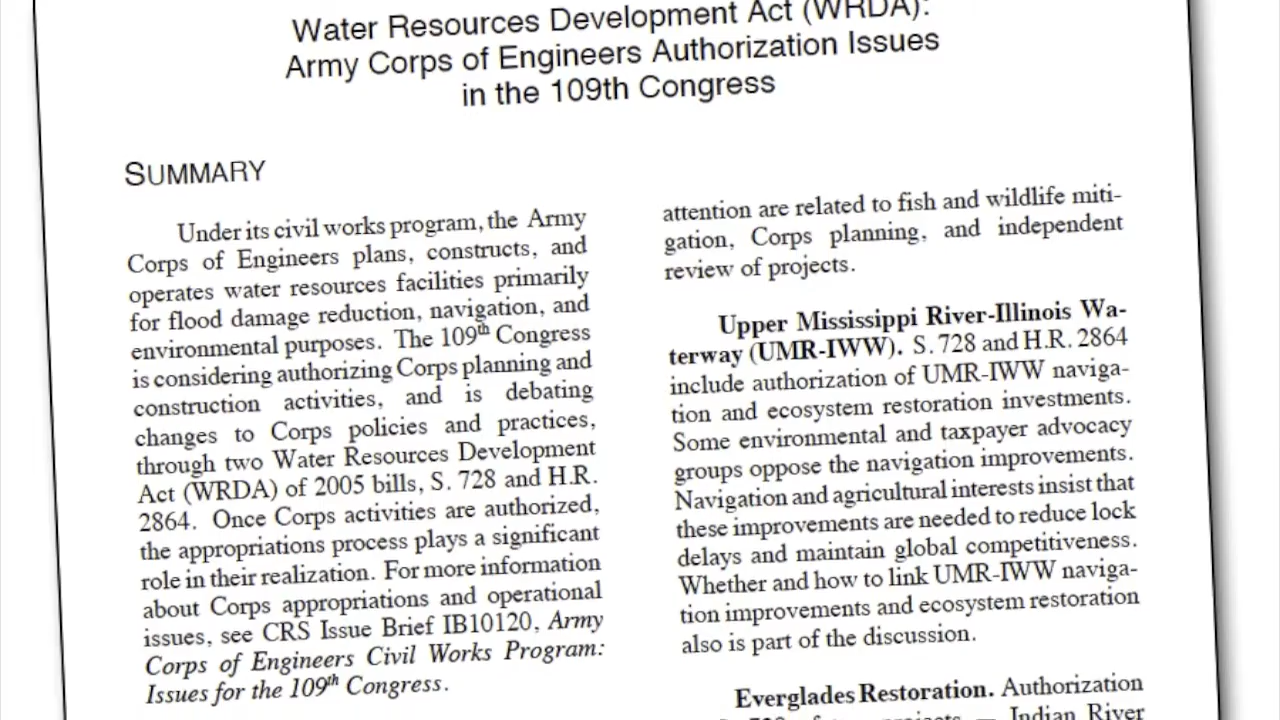 Water Resources Development Act (WRDA):
Army Corps of Engineers Authorization Issues
in the 109th Congress
SUMMARY
Under its civil works program, the Army
Corps of Engineers plans, constructs, and
operates water resources facilities primarily
for flood damage reduction, navigation, and
environmental purposes. The 109th Congress
is considering authorizing Corps planning and
construction activities, and is debating
changes to Corps policies and practices,
through two Water Resources Development
Act (WRDA) of 2005 bills, S. 728 and H.R.
2864. Once Corps activities are authorized,
the appropriations process plays a significant
role in their realization. For more information
about Corps appropriations and operational
issues, see CRS Issue Brief IB10120, Army
Corps of Engineers Civil Works Program:
Issues for the 109th Congress.
attention are related to fish and wildlife miti-
gation, Corps planning, and independent
review of projects.
Upper Mississippi River-Illinois Wa-
terway (UMR-IWW). S. 728 and H.R. 2864
include authorization of UMR-IWW naviga-
tion and ecosystem restoration investments.
Some environmental and taxpayer advocacy
groups oppose the navigation improvements.
Navigation and agricultural interests insist that
these improvements are needed to reduce lock
delays and maintain global competitiveness.
Whether and how to link UMR-IWW naviga-
tion improvements and ecosystem restoration
also is part of the discussion.
Everglades Restoration. Authorization
projects — Indian River